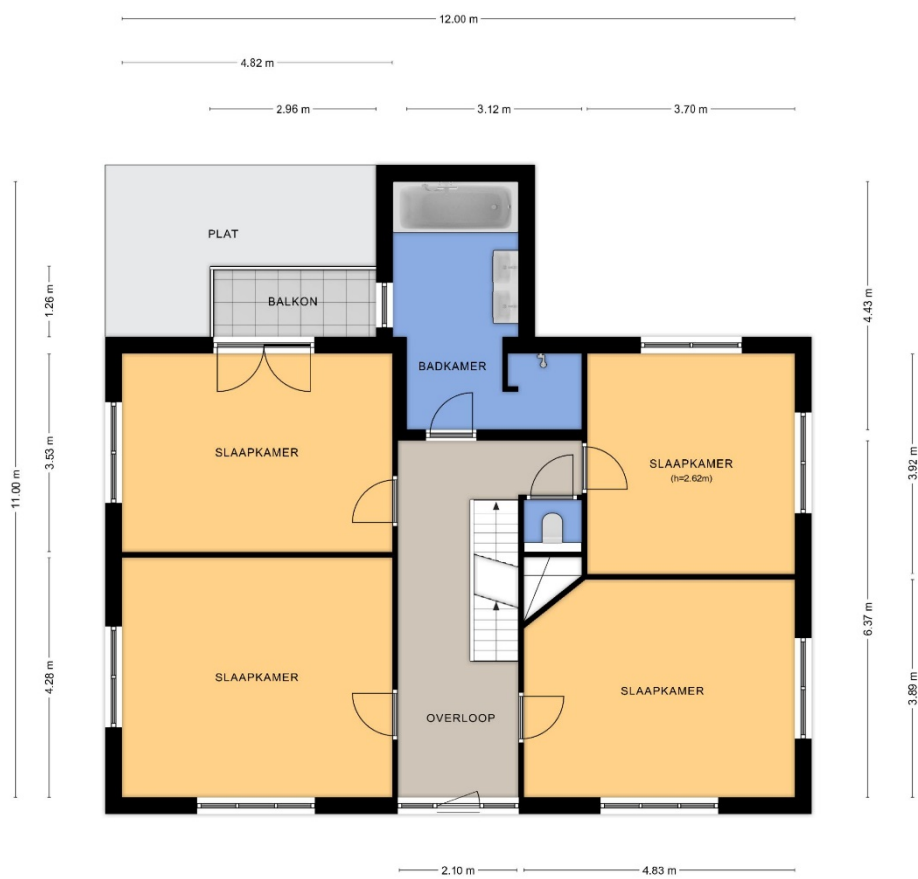 12.00 m
4.82 m
2.96 m
3.12 m
3.70 m
PLAT
BALKON
1.26 m
4.43 m
BADKAMER
SLAAPKAMER
3.53 m
SLAAPKAMER
(h=2.62m)
3.92 m
11.00 m
6.37 m
SLAAPKAMER
4.28 m
OVERLOOP
SLAAPKAMER
3.89 m
2.10 m
4.83 m